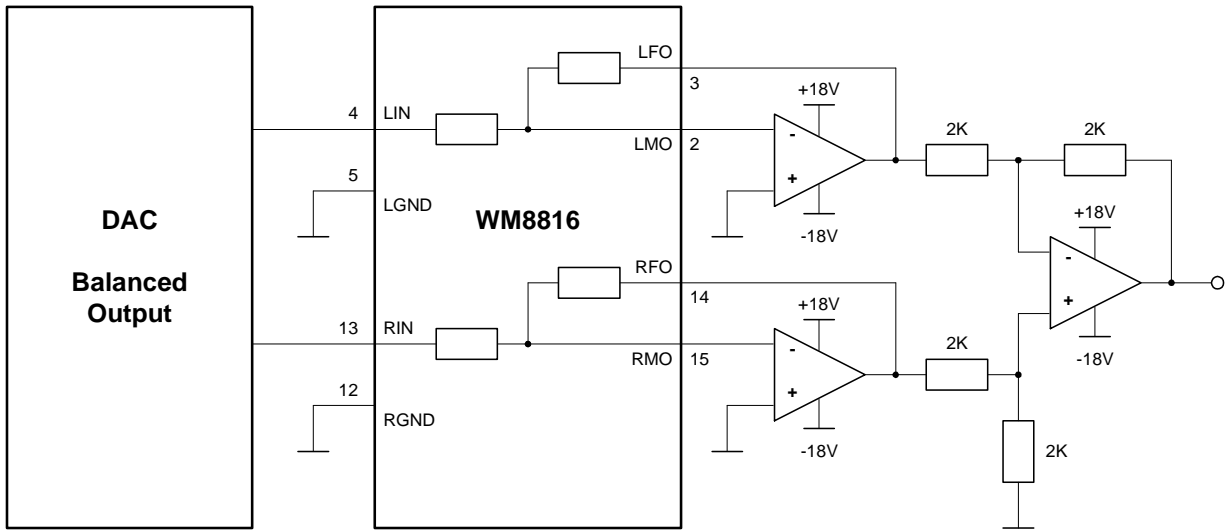 DAC
Balanced
Output
WM8816
4
LIN
5
LGND
LFO
3
LMO
2
+18V
-
+
-18V
2K
2K
+18V
-
+
-18V
13
RIN
12
RGND
RFO
14
RMO
15
+18V
-
+
-18V
2K
2K